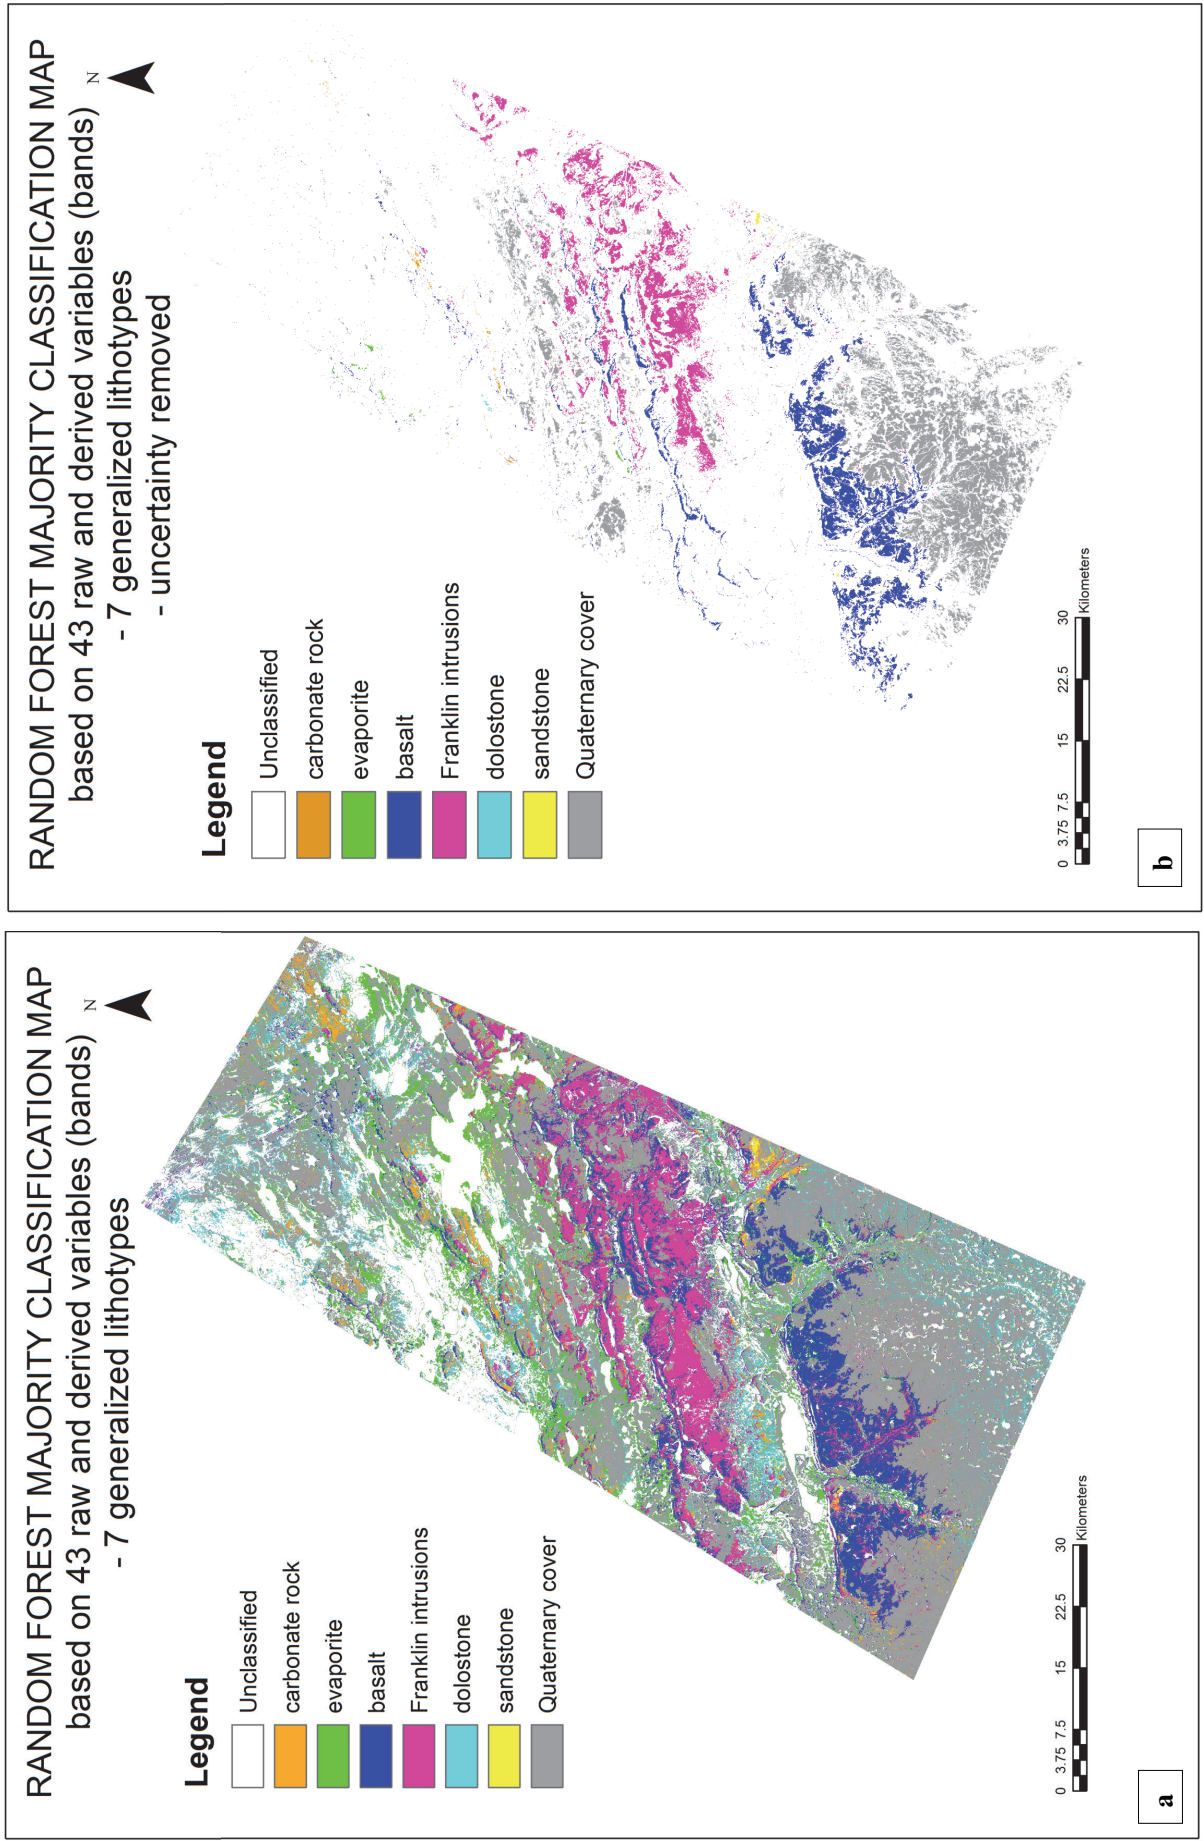 RANDOM FOREST MAJORITY CLASSIFICATION MAP
based on 43 raw and derived variables (bands)
- 7 generalized lithotypes
N
Legend
Unclassified
carbonate rock
evaporite
basalt
Franklin intrusions
dolostone
sandstone
Quaternary cover
0 3.75 7.5 15 22.5 30
Kilometers
a
RANDOM FOREST MAJORITY CLASSIFICATION MAP
based on 43 raw and derived variables (bands)
- 7 generalized lithotypes
- uncertainty removed
N
Legend
Unclassified
carbonate rock
evaporite
basalt
Franklin intrusions
dolostone
sandstone
Quaternary cover
0 3.75 7.5 15 22.5 30
Kilometers
b